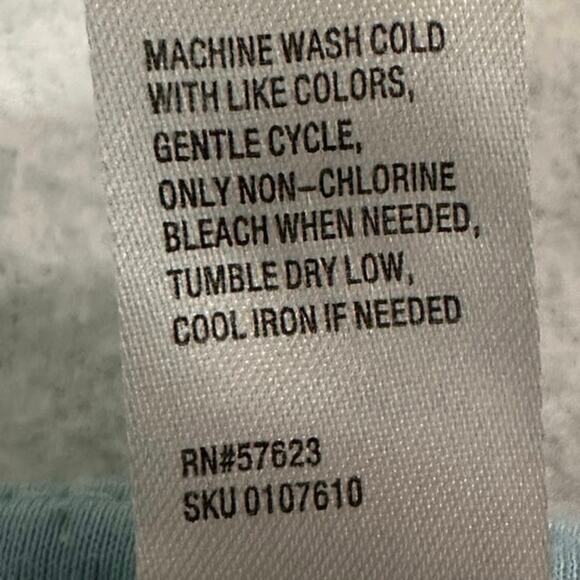 MACHINE WASH COLD
WITH LIKE COLORS,
GENTLE CYCLE,
ONLY NON-CHLORINE
BLEACH WHEN NEEDED,
TUMBLE DRY LOW,
COOL IRON IF NEEDED
RN#57623
SKU 0107610